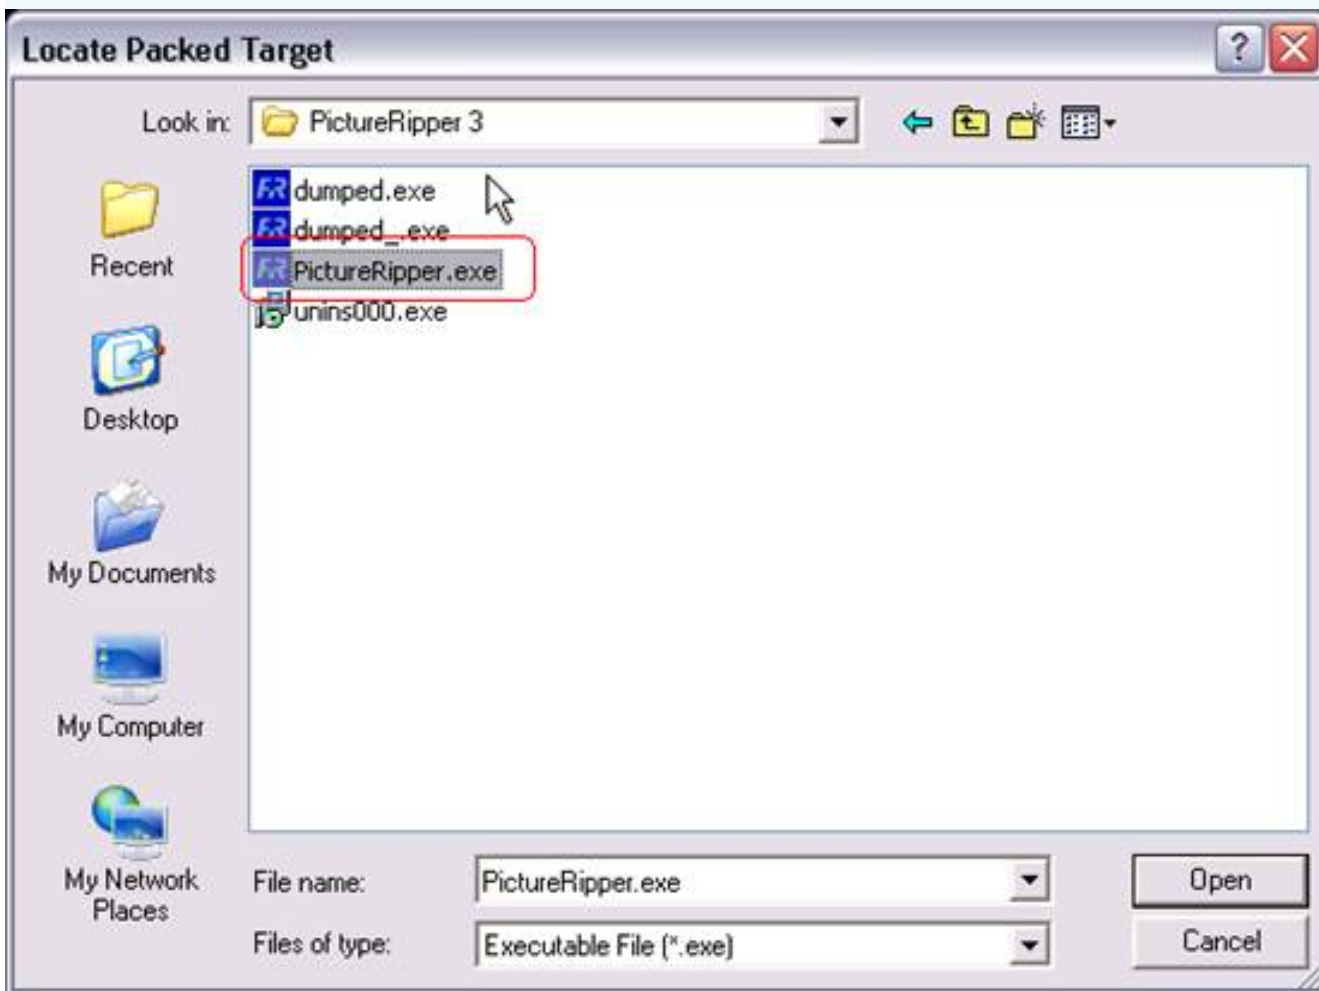 Locate Packed Target
Look in:
PictureRipper 3
dumped.exe
dumped_.exe
PictureRipper.exe
unins000.exe
Recent
Desktop
My Documents
My Computer
My Network
Places
File name:
PictureRipper.exe
Open
Files of type:
Executable File (*.exe)
Cancel